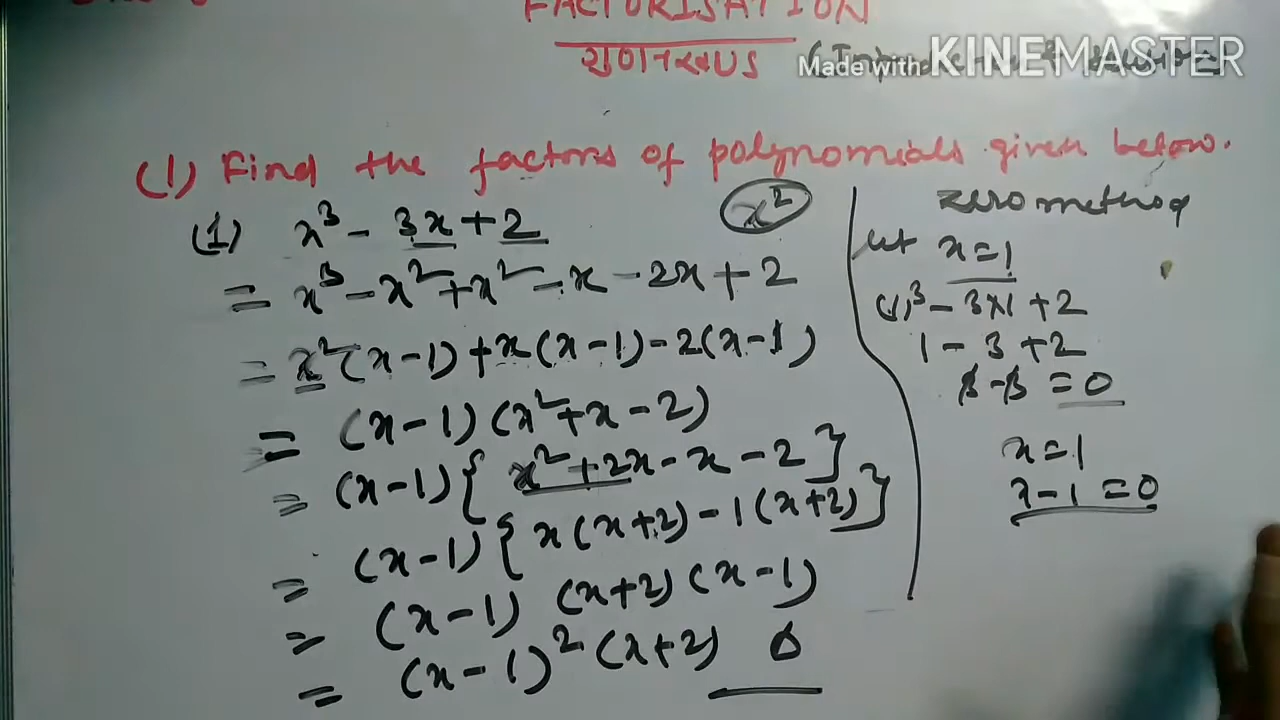 FACTORISATION
Made with KINEMASTER
(1) Find the factors of polynomials given below.
(1) x³ - 3x + 2
= x³ - x² + x² - x - 2x + 2
= x²(x-1) + x(x-1) - 2(x-1)
= (x-1) (x² + x - 2)
= (x-1) { x² + 2x - x - 2 }
= (x-1) { x(x+2) - 1(x+2) }
= (x-1) (x+2) (x-1)
= (x-1)² (x+2)
x²
zero method
let x=1
(1)³ - 3×1 + 2
1 - 3 + 2
3 - 3 = 0
x=1
x-1 = 0